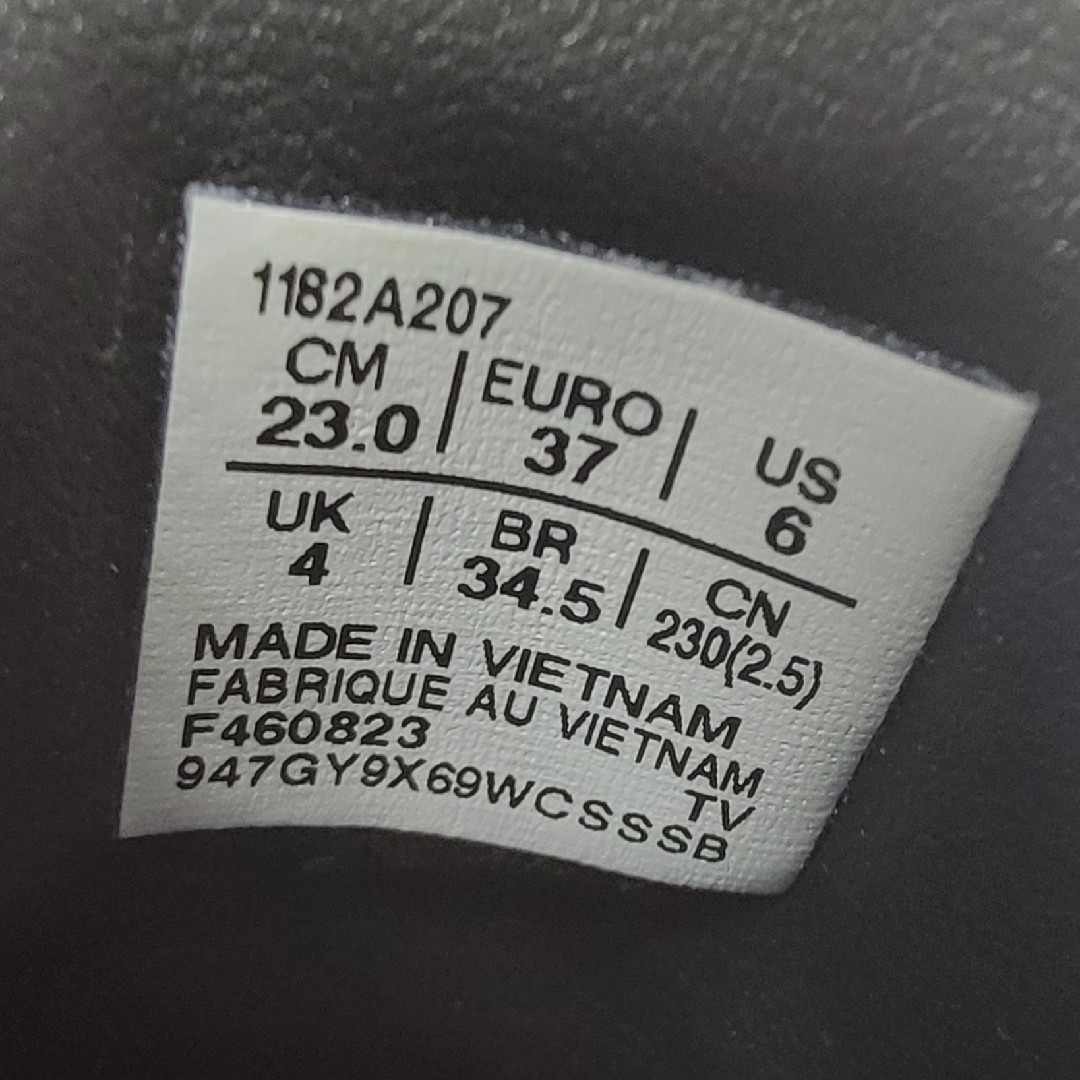 1182A207
CM | EURO | US
23.0 | 37 | 6
UK | BR | CN
4 | 34.5 | 230(2.5)
MADE IN VIETNAM
FABRIQUE AU VIETNAM
F460823 TV
947GY9X69WCSSSB